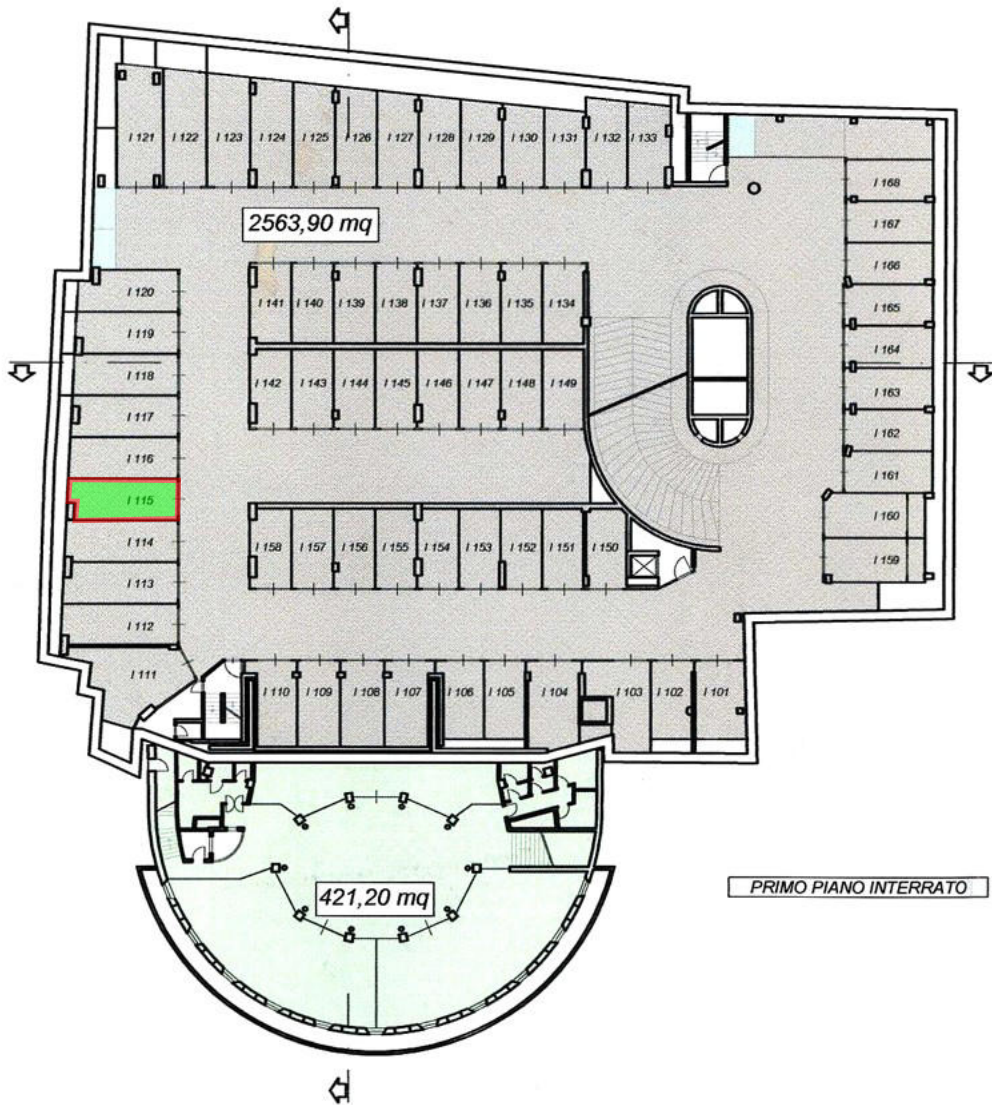 I 121 I 122 I 123 I 124 I 125 I 126 I 127 I 128 I 129 I 130 I 131 I 132 I 133
I 168
I 167
2563,90 mq
I 166
I 120
I 141 I 140 I 139 I 138 I 137 I 136 I 135 I 134
I 165
I 119
I 164
I 118
I 142 I 143 I 144 I 145 I 146 I 147 I 148 I 149
I 163
I 117
I 162
I 116
I 161
I 115
I 160
I 114
I 158 I 157 I 156 I 155 I 154 I 153 I 152 I 151 I 150
I 159
I 113
I 112
I 111
I 110 I 109 I 108 I 107 I 106 I 105 I 104 I 103 I 102 I 101
421,20 mq
PRIMO PIANO INTERRATO